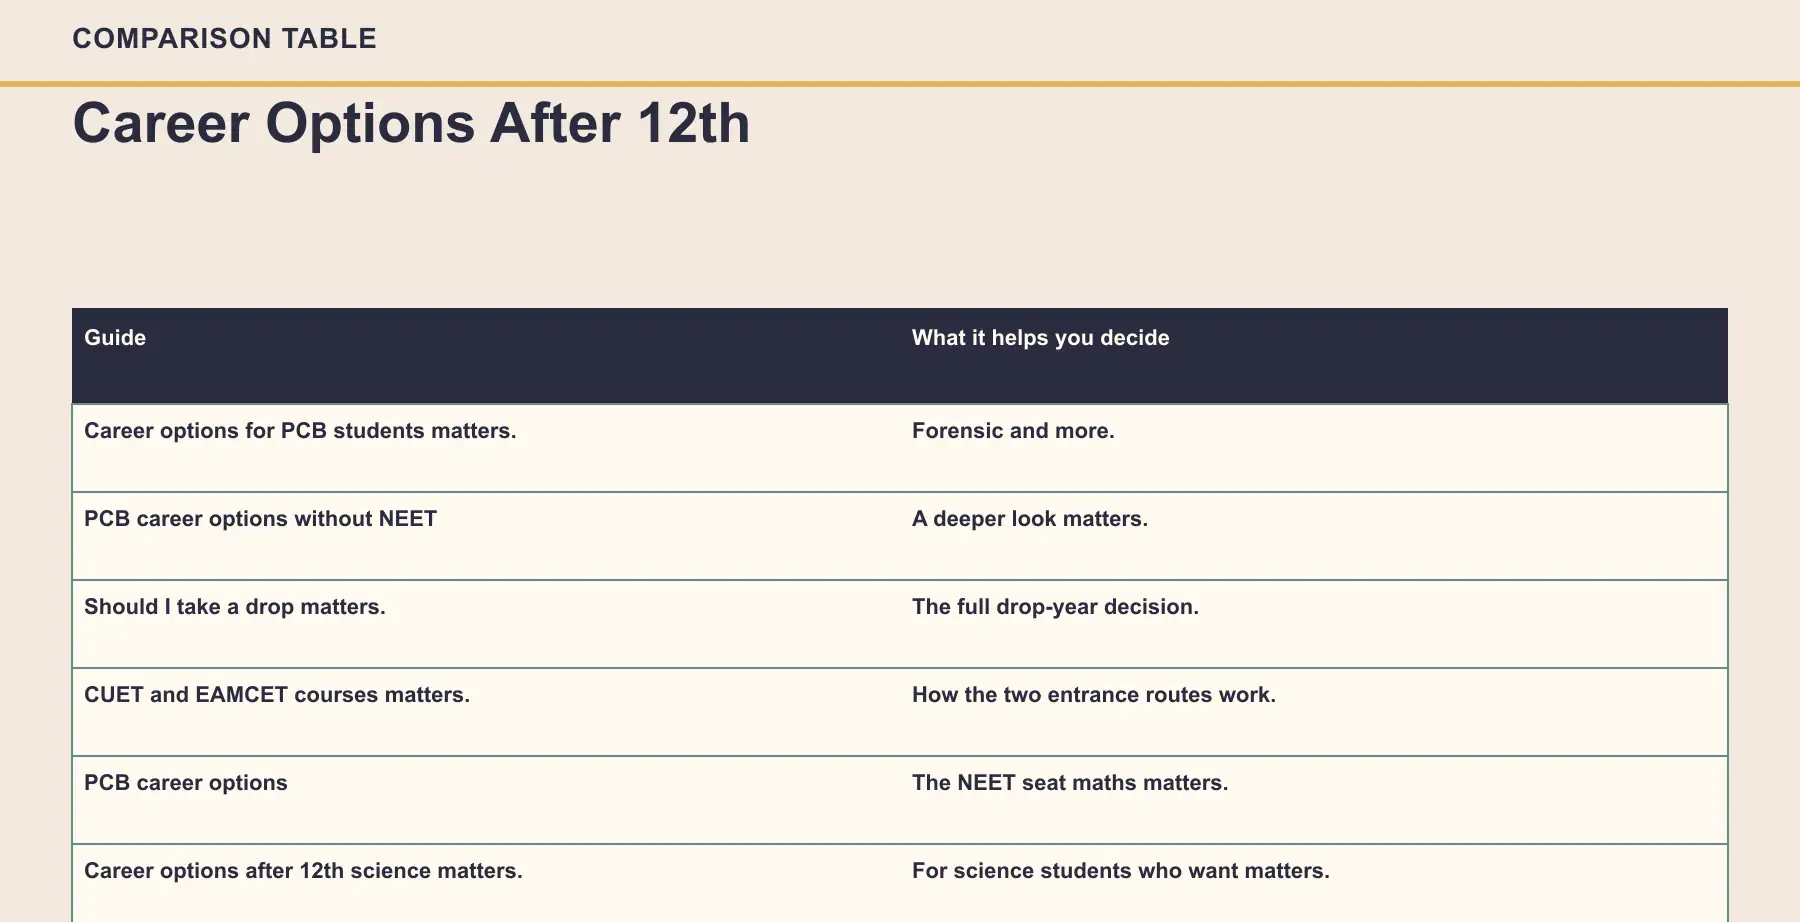 COMPARISON TABLE
Career Options After 12th
Guide What it helps you decide
Career options for PCB students matters. Forensic and more.
PCB career options without NEET A deeper look matters.
Should I take a drop matters. The full drop-year decision.
CUET and EAMCET courses matters. How the two entrance routes work.
PCB career options The NEET seat maths matters.
Career options after 12th science matters. For science students who want matters.